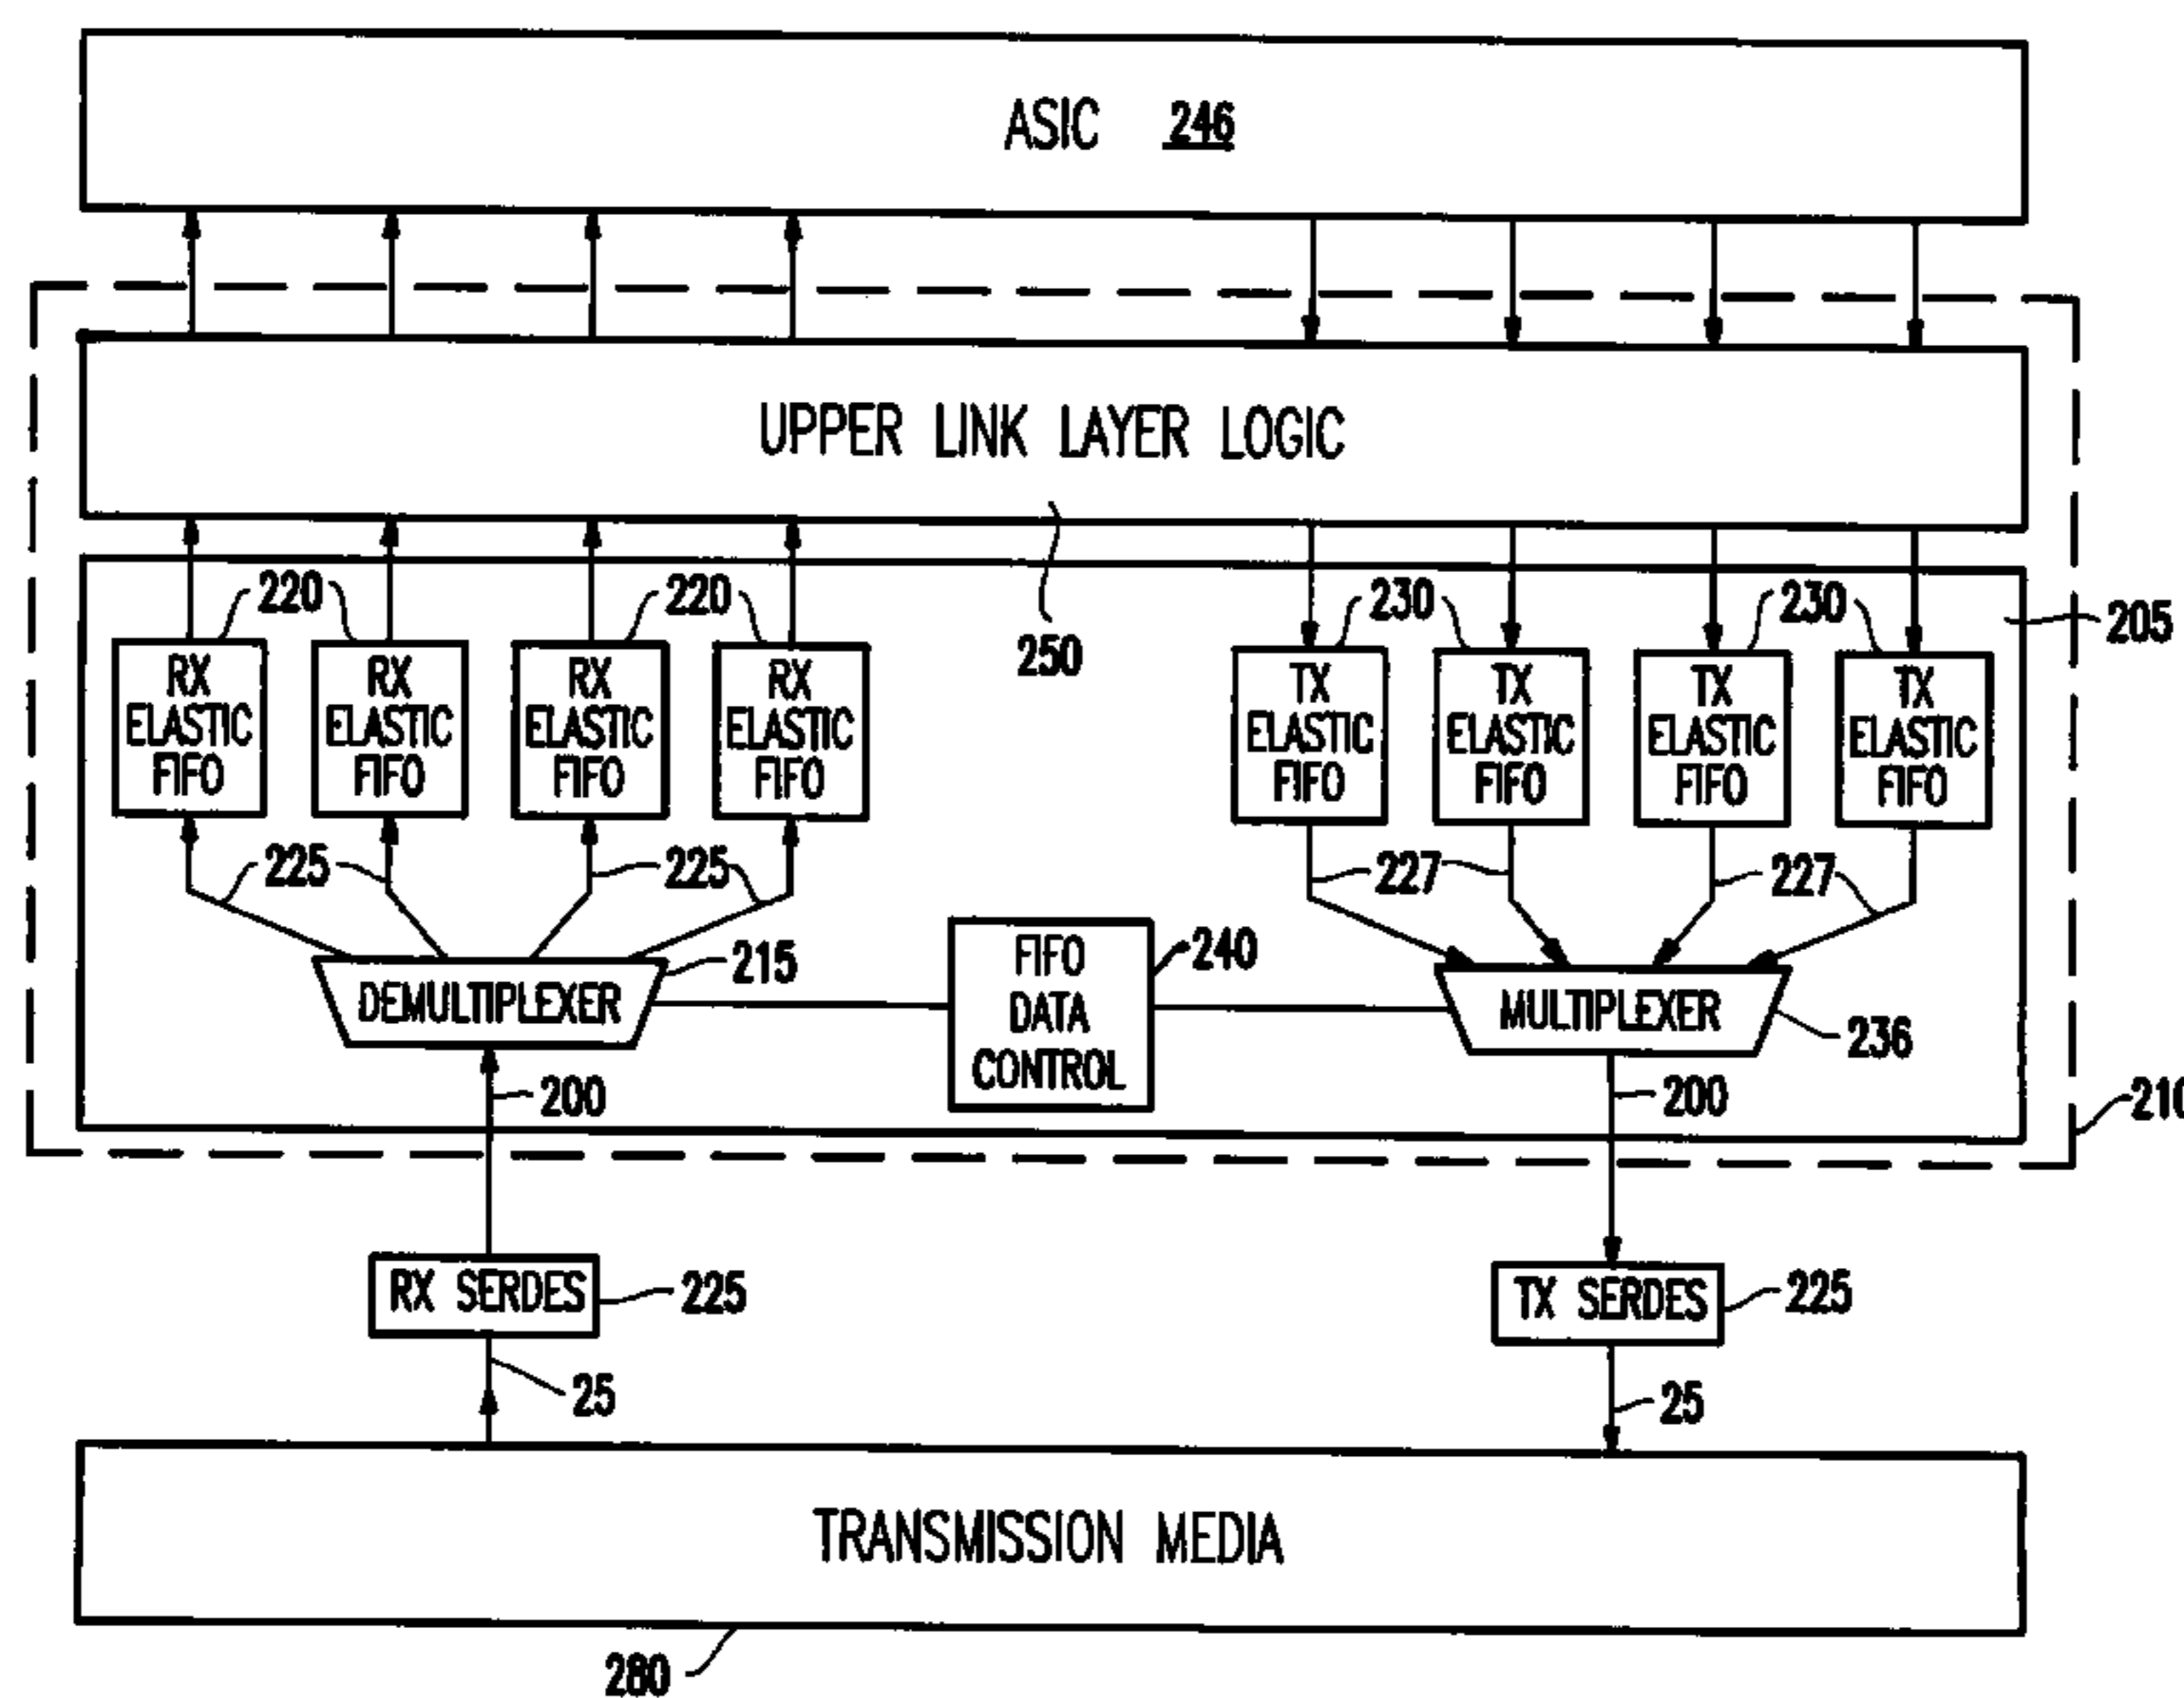 ASIC 246
UPPER LINK LAYER LOGIC
250
205
220
220
230
230
RX
ELASTIC
FIFO
RX
ELASTIC
FIFO
RX
ELASTIC
FIFO
RX
ELASTIC
FIFO
TX
ELASTIC
FIFO
TX
ELASTIC
FIFO
TX
ELASTIC
FIFO
TX
ELASTIC
FIFO
225
225
227
227
DEMULTIPLEXER
215
FIFO
DATA
CONTROL
240
MULTIPLEXER
236
200
200
210
RX SERDES
225
TX SERDES
225
25
25
TRANSMISSION MEDIA
280